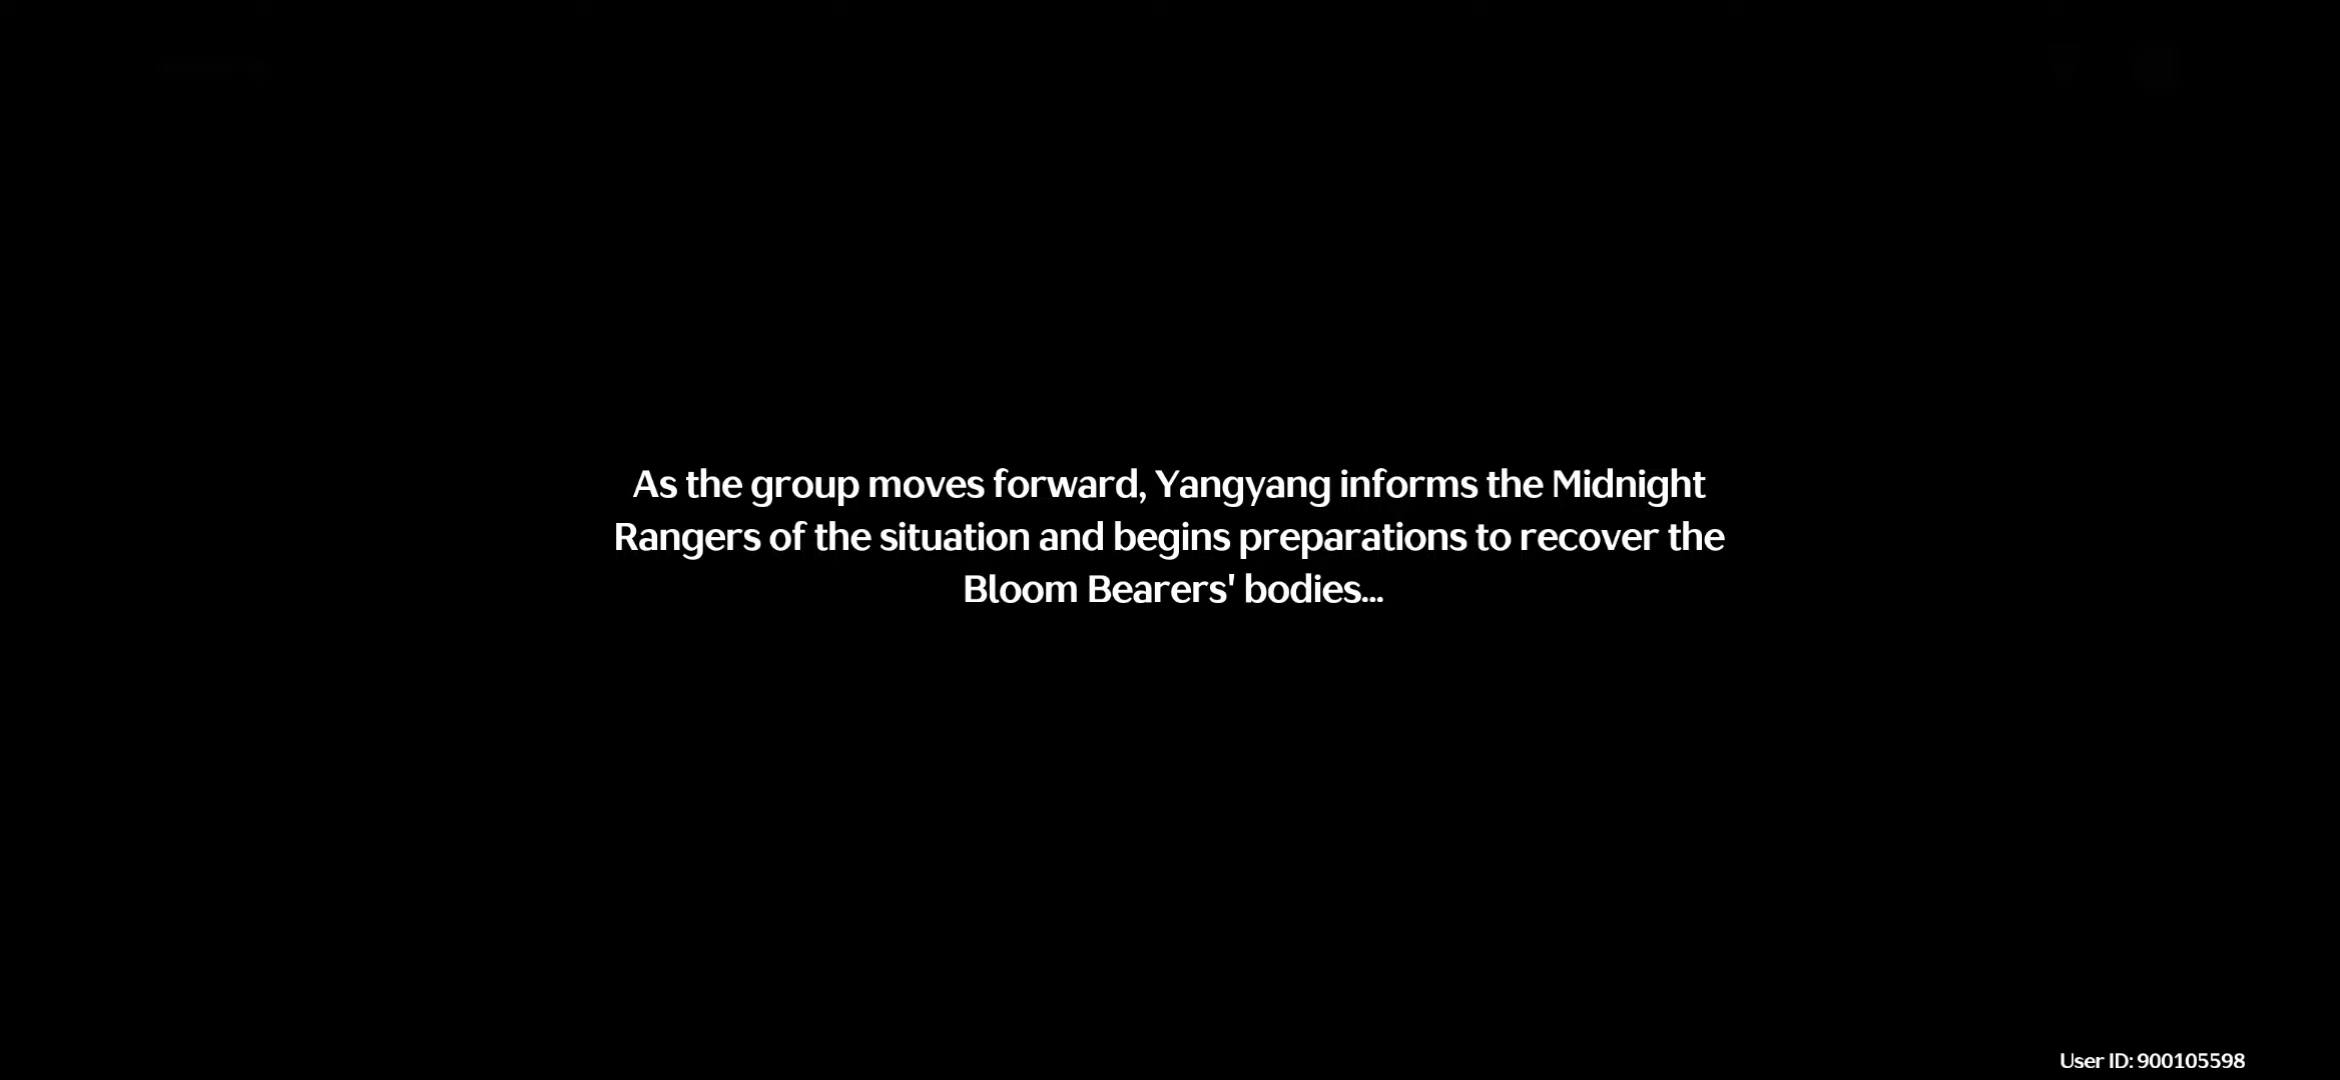 As the group moves forward, Yangyang informs the Midnight
Rangers of the situation and begins preparations to recover the
Bloom Bearers' bodies...
User ID: 900105598